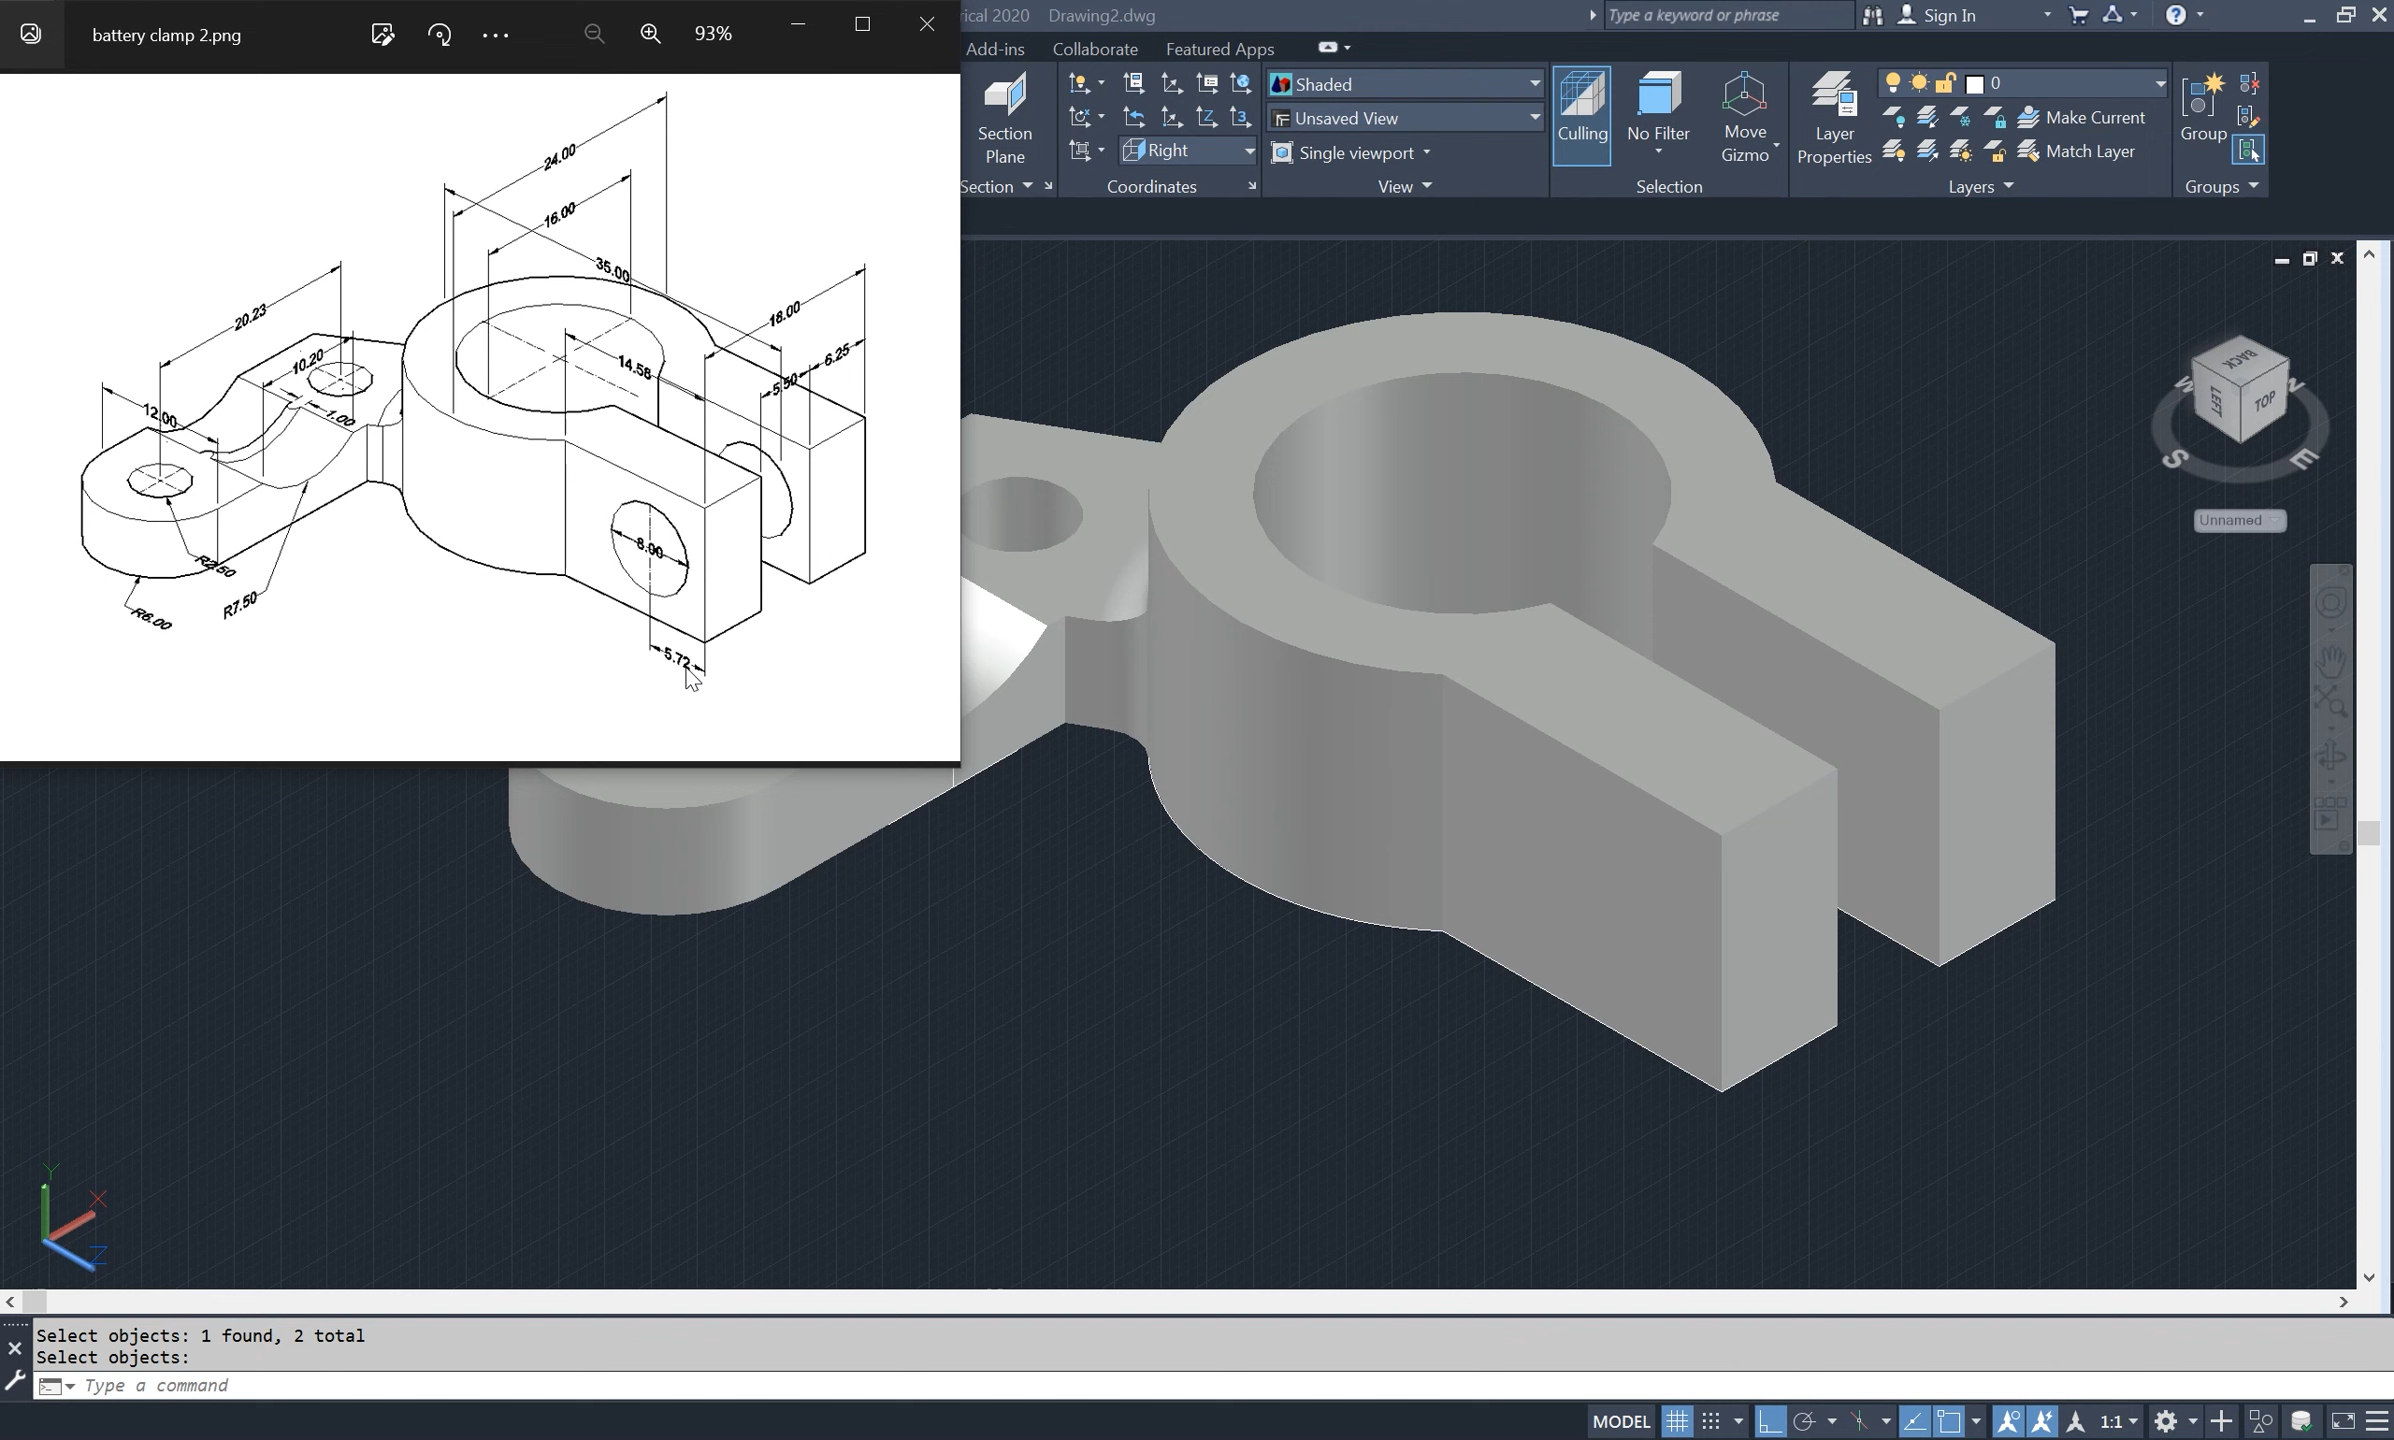 battery clamp 2.png
93%
rical 2020 Drawing2.dwg
Type a keyword or phrase
Sign In
Add-ins Collaborate Featured Apps
Section
Plane
Section
Right
Coordinates
Shaded
Unsaved View
Single viewport
View
Culling
No Filter
Move
Gizmo
Selection
Layer
Properties
0
Make Current
Match Layer
Layers
Group
Groups
24.00
16.00
35.00
20.23
18.00
10.20
14.58
6.25
5.50
12.00
1.00
8.00
R2.50
R7.50
R6.00
5.72
BACK
LEFT
TOP
W
N
S
E
Unnamed
Y
X
Z
Select objects: 1 found, 2 total
Select objects:
Type a command
MODEL
1:1